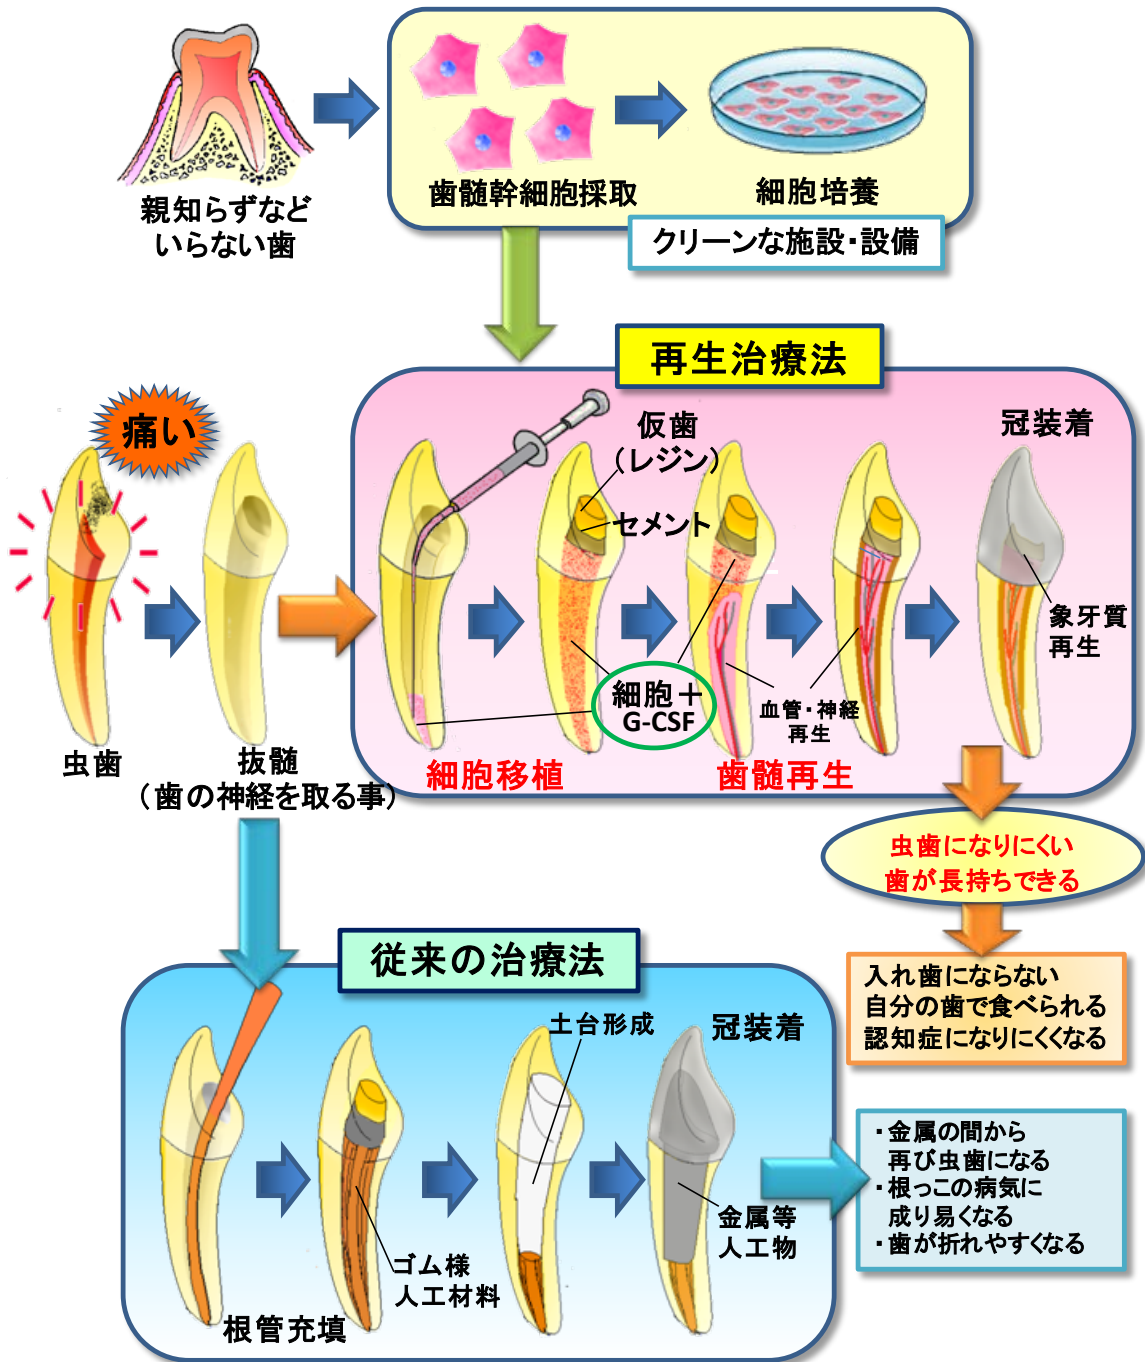 親知らずなど
いらない歯
歯髄幹細胞採取
細胞培養
クリーンな施設・設備
再生治療法
痛い
虫歯
抜髄
（歯の神経を取る事）
仮歯
（レジン）
セメント
冠装着
細胞＋
G-CSF
血管・神経
再生
象牙質
再生
細胞移植
歯髄再生
虫歯になりにくい
歯が長持ちできる
入れ歯にならない
自分の歯で食べられる
認知症になりにくくなる
従来の治療法
土台形成
冠装着
ゴム様
人工材料
金属等
人工物
根管充填
・金属の間から
再び虫歯になる
・根っこの病気に
成り易くなる
・歯が折れやすくなる